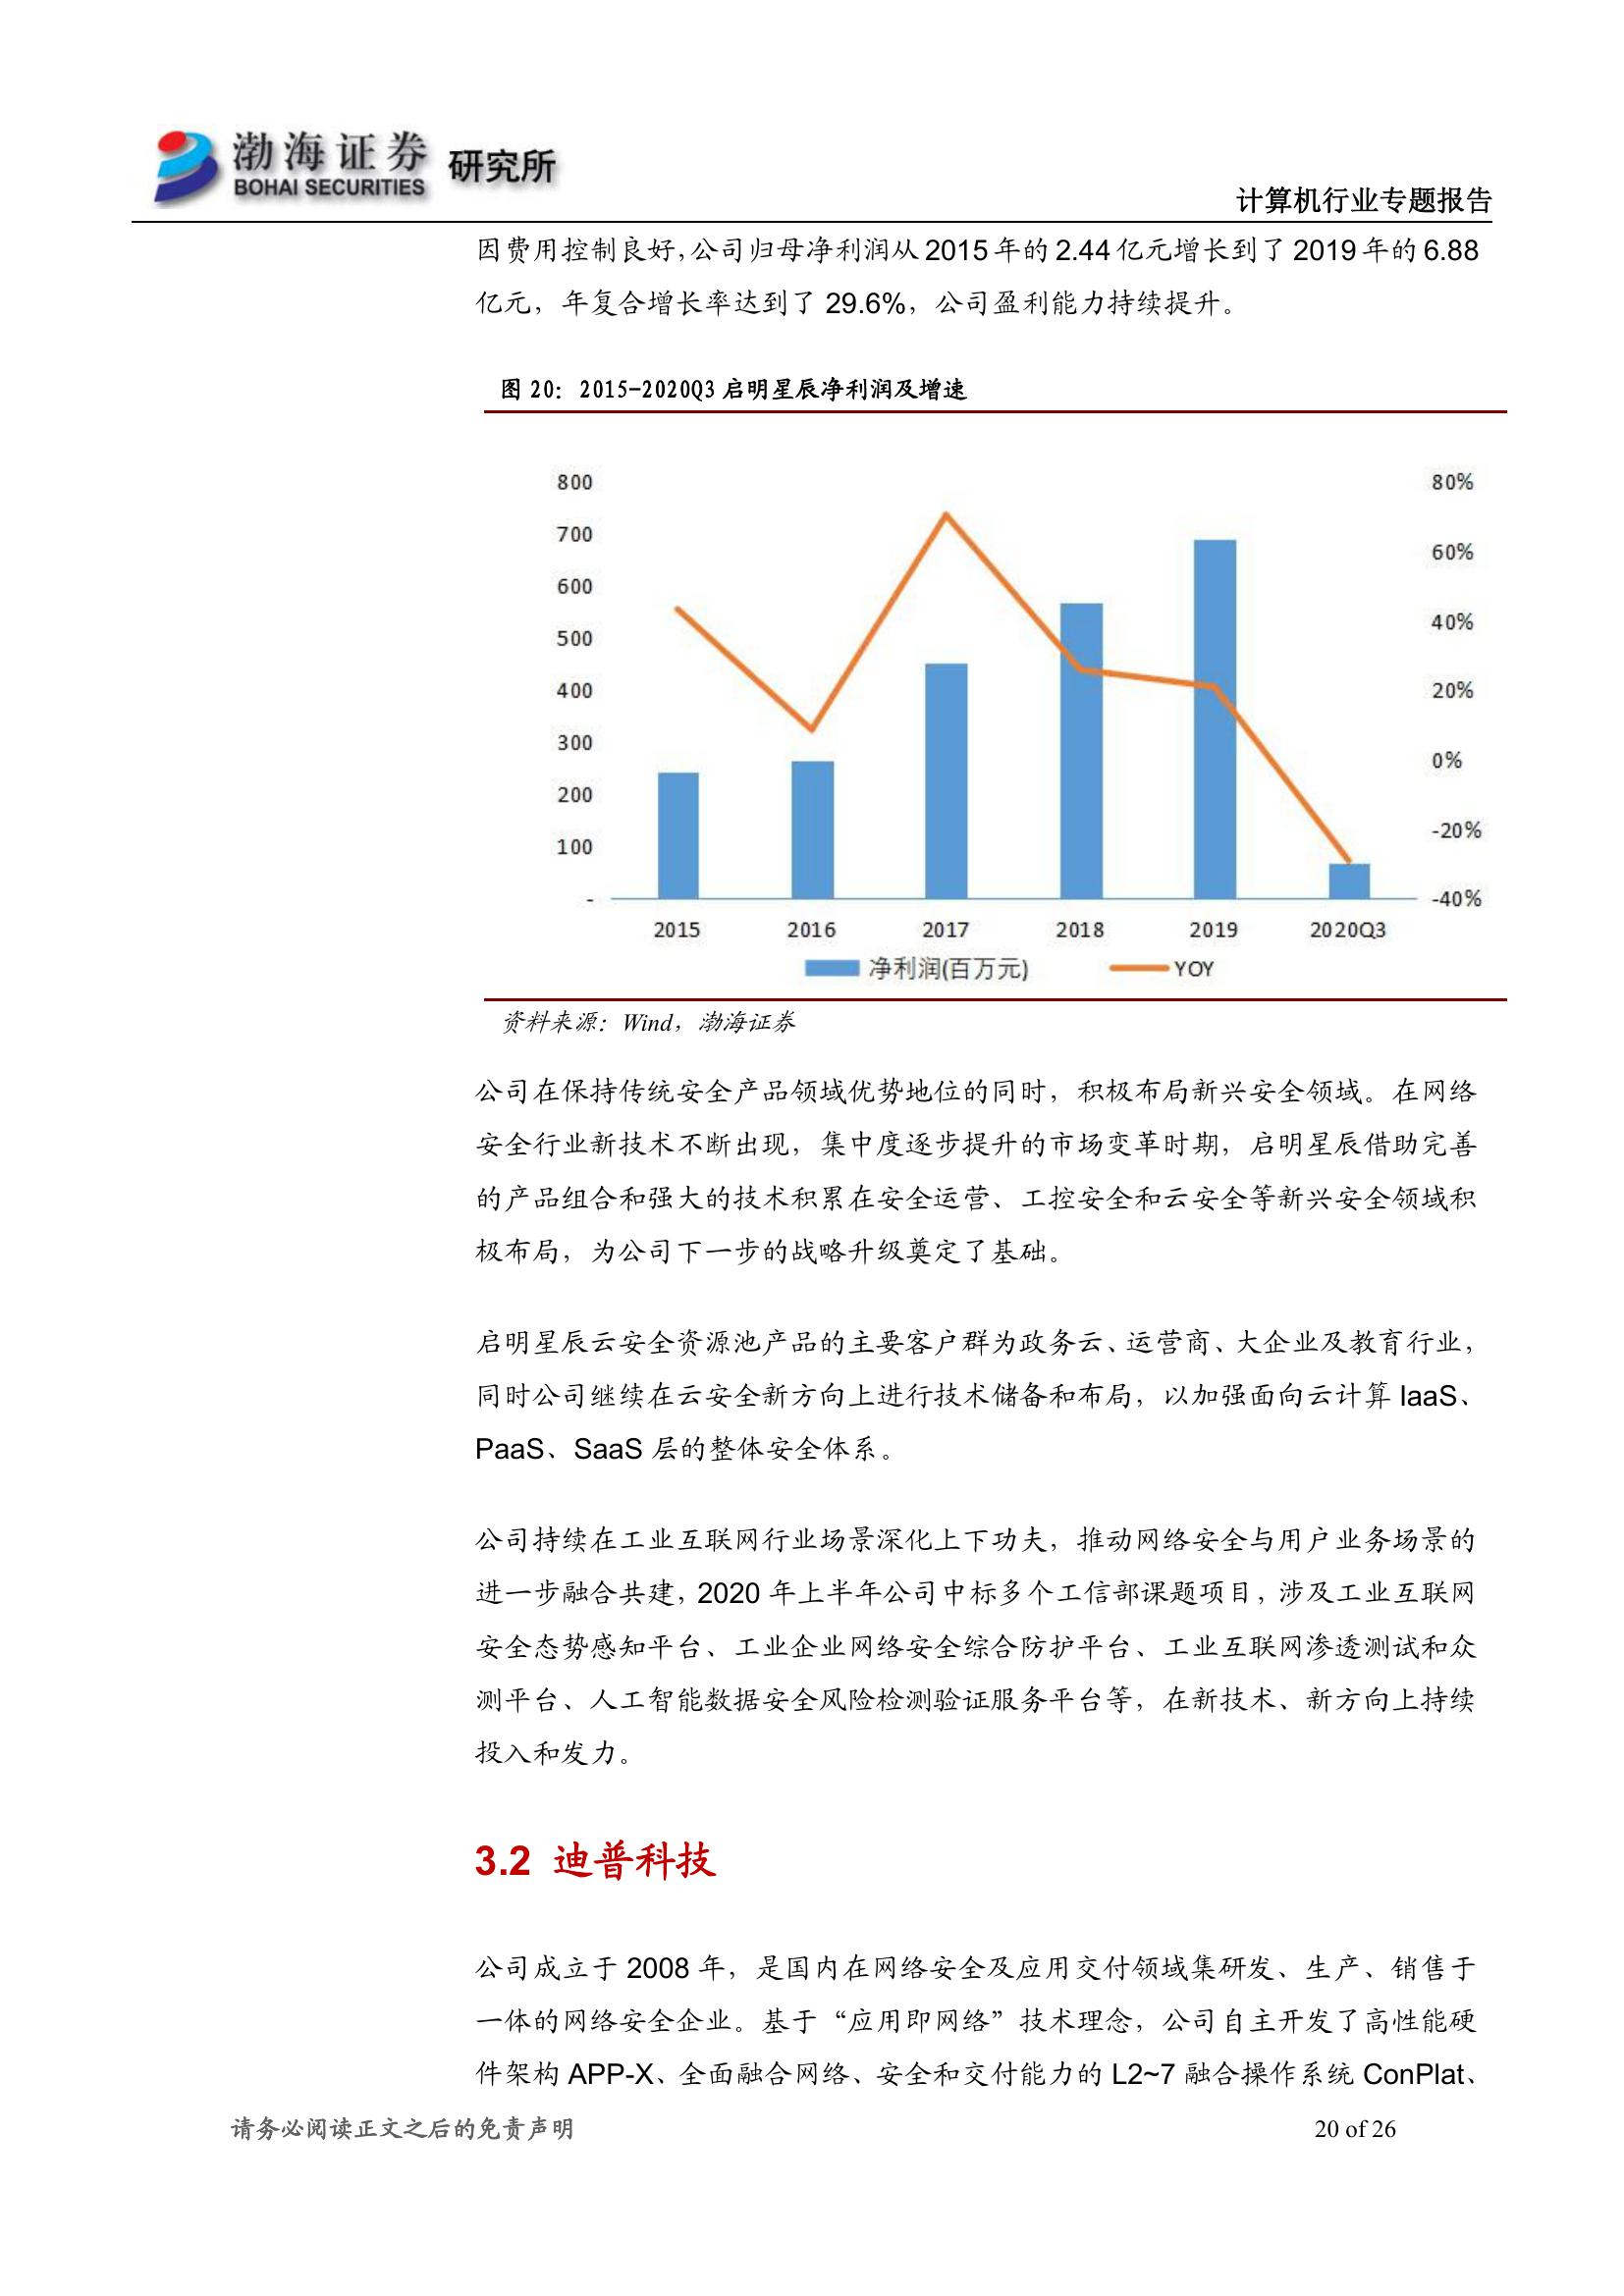 渤海证券 研究所
BOHAI SECURITIES
计算机行业专题报告
因费用控制良好，公司归母净利润从 2015 年的 2.44 亿元增长到了 2019 年的 6.88
亿元，年复合增长率达到了 29.6%，公司盈利能力持续提升。
图 20：2015-2020Q3 启明星辰净利润及增速
800
700
600
500
400
300
200
100
-
80%
60%
40%
20%
0%
-20%
-40%
2015 2016 2017 2018 2019 2020Q3
净利润(百万元) YOY
资料来源：Wind，渤海证券
公司在保持传统安全产品领域优势地位的同时，积极布局新兴安全领域。在网络
安全行业新技术不断出现，集中度逐步提升的市场变革时期，启明星辰借助完善
的产品组合和强大的技术积累在安全运营、工控安全和云安全等新兴安全领域积
极布局，为公司下一步的战略升级奠定了基础。
启明星辰云安全资源池产品的主要客户群为政务云、运营商、大企业及教育行业，
同时公司继续在云安全新方向上进行技术储备和布局，以加强面向云计算 IaaS、
PaaS、SaaS 层的整体安全体系。
公司持续在工业互联网行业场景深化上下功夫，推动网络安全与用户业务场景的
进一步融合共建，2020 年上半年公司中标多个工信部课题项目，涉及工业互联网
安全态势感知平台、工业企业网络安全综合防护平台、工业互联网渗透测试和众
测平台、人工智能数据安全风险检测验证服务平台等，在新技术、新方向上持续
投入和发力。
3.2 迪普科技
公司成立于 2008 年，是国内在网络安全及应用交付领域集研发、生产、销售于
一体的网络安全企业。基于“应用即网络”技术理念，公司自主开发了高性能硬
件架构 APP-X、全面融合网络、安全和交付能力的 L2~7 融合操作系统 ConPlat、
请务必阅读正文之后的免责声明
20 of 26